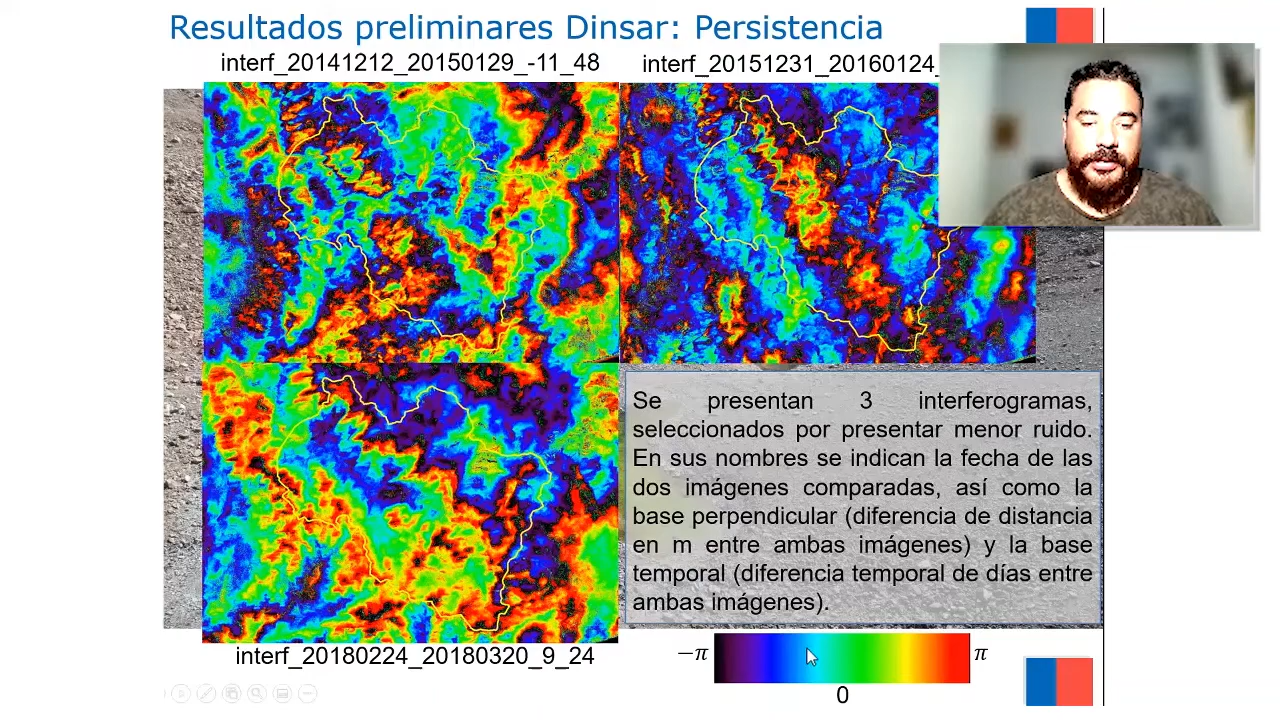 Resultados preliminares Dinsar: Persistencia
interf_20141212_20150129_-11_48
interf_20151231_20160124_
Se presentan 3 interferogramas,
seleccionados por presentar menor ruido.
En sus nombres se indican la fecha de las
dos imágenes comparadas, así como la
base perpendicular (diferencia de distancia
en m entre ambas imágenes) y la base
temporal (diferencia temporal de días entre
ambas imágenes).
interf_20180224_20180320_9_24
−π
π
0